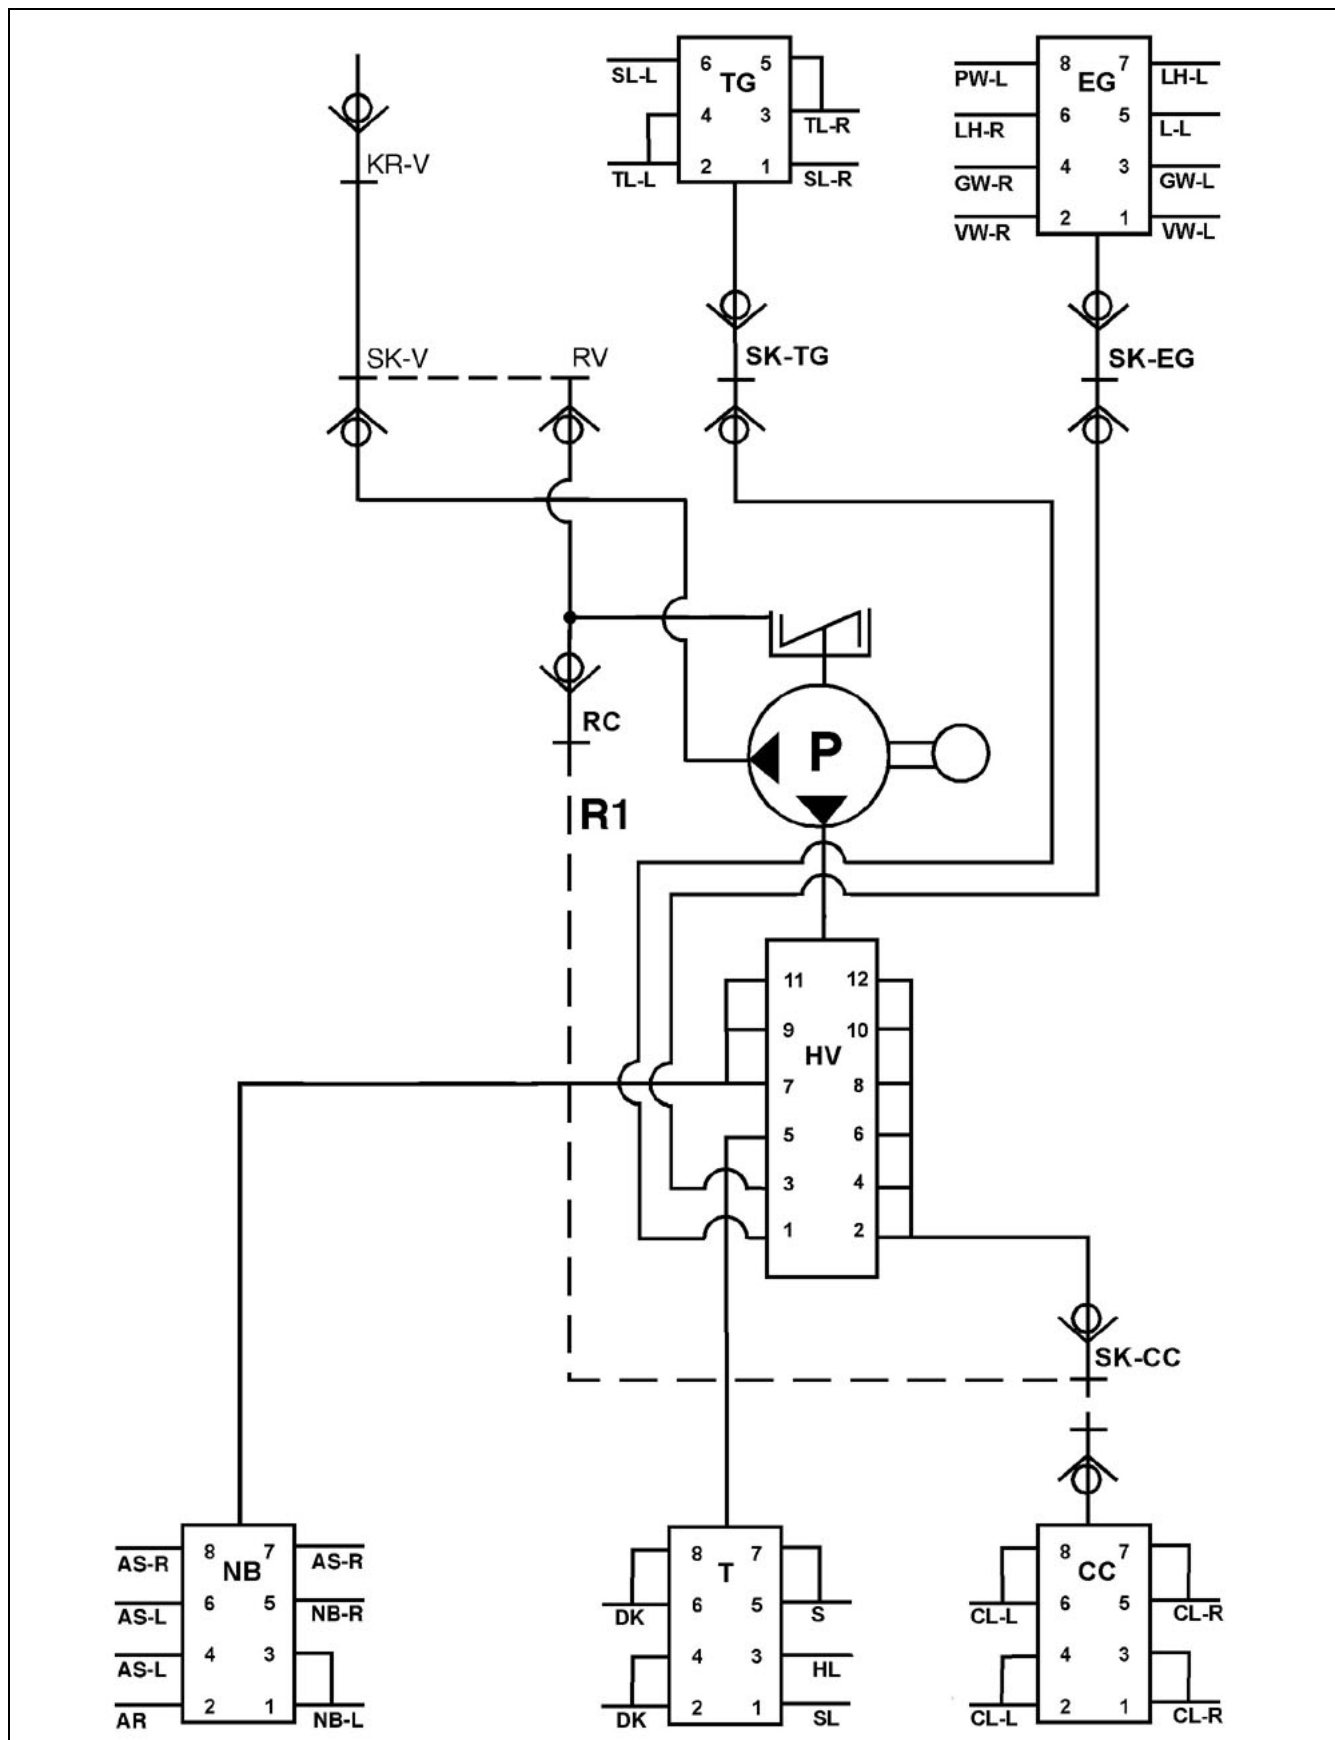 KR-V
SK-V
RV
6 5
TG
4 3
2 1
SL-L
TL-L
TL-R
SL-R
SK-TG
8 7
EG
6 5
4 3
2 1
PW-L
LH-R
GW-R
VW-R
LH-L
L-L
GW-L
VW-L
SK-EG
RC
P
R1
11 12
9 10
HV
7 8
5 6
3 4
1 2
SK-CC
8 7
NB
6 5
4 3
2 1
AS-R
AS-L
AS-L
AR
AS-R
NB-R
NB-L
8 7
T
6 5
4 3
2 1
DK
DK
S
HL
SL
8 7
CC
6 5
4 3
2 1
CL-L
CL-L
CL-R
CL-R